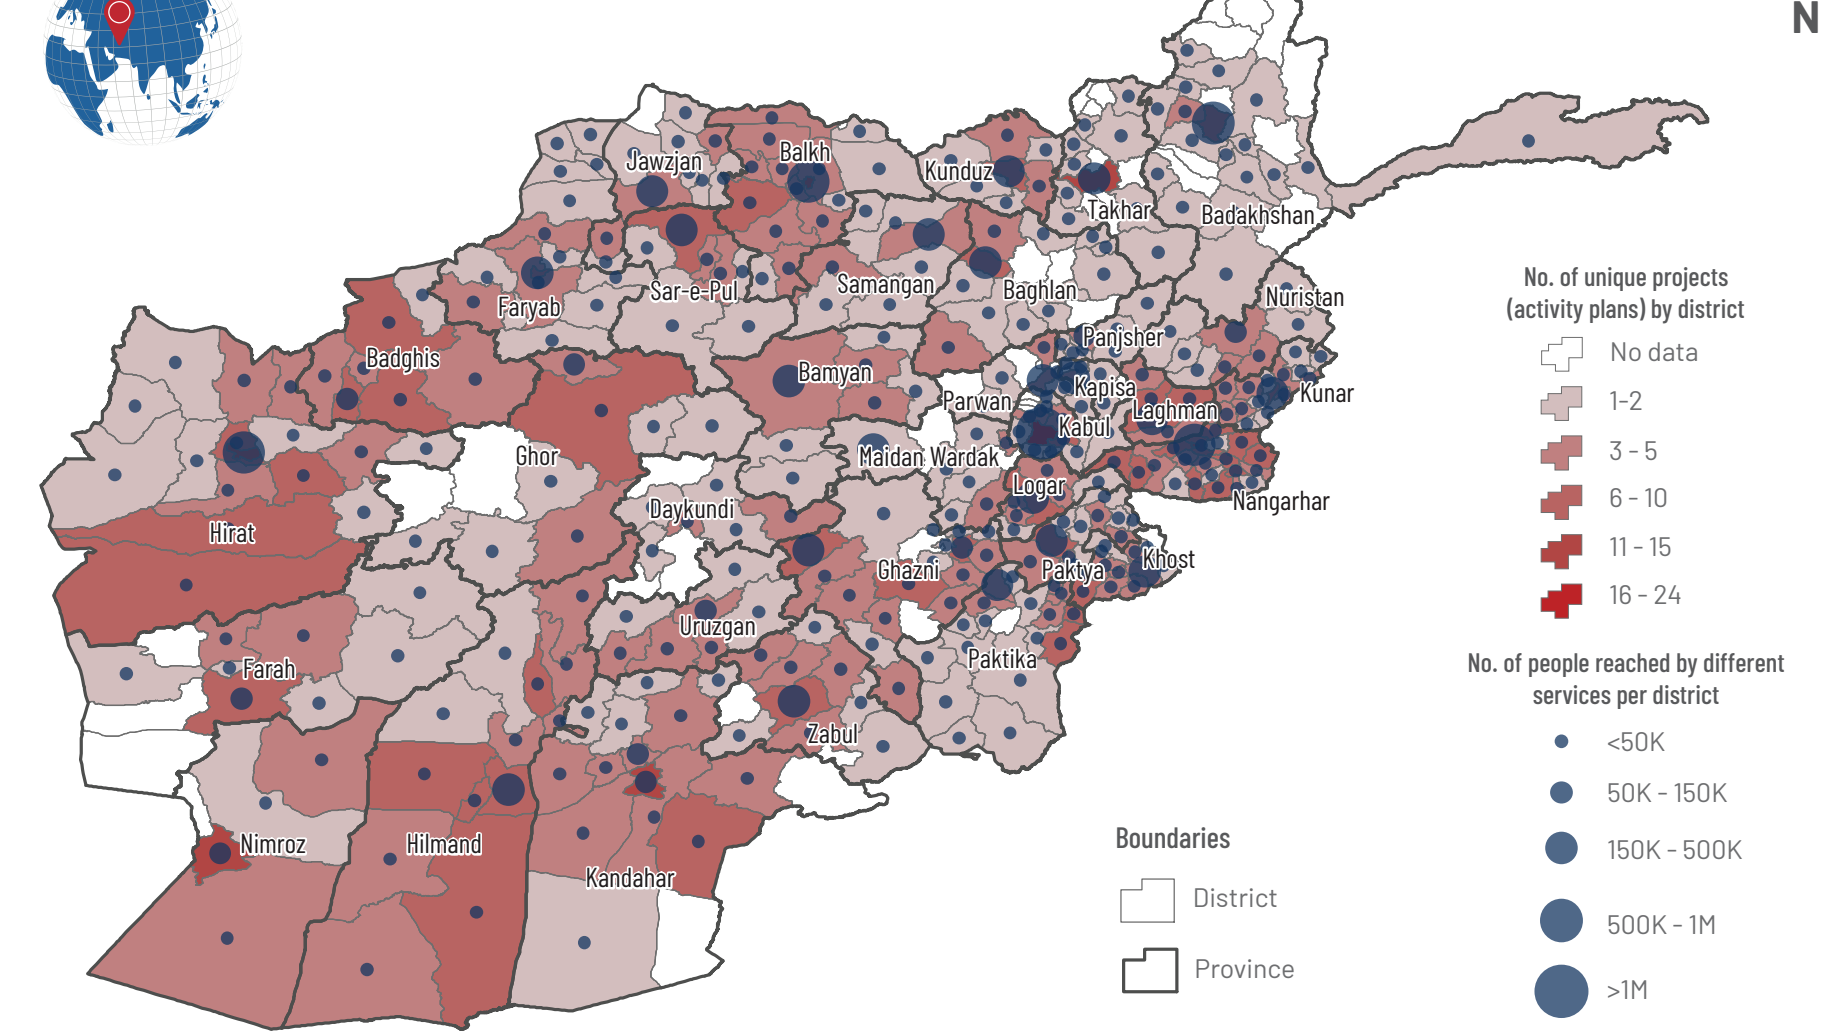 N
Jawzjan
Balkh
Kunduz
Takhar
Badakhshan
Faryab
Sar-e-Pul
Samangan
Baghlan
Nuristan
Badghis
Bamyan
Panjsher
Parwan
Kapisa
Laghman
Kunar
Kabul
Ghor
Maidan Wardak
Hirat
Daykundi
Logar
Nangarhar
Ghazni
Paktya
Khost
Uruzgan
Farah
Paktika
Zabul
Nimroz
Hilmand
Kandahar
No. of unique projects
(activity plans) by district
No data
1-2
3 - 5
6 - 10
11 - 15
16 - 24
No. of people reached by different
services per district
<50K
50K - 150K
150K - 500K
500K - 1M
>1M
Boundaries
District
Province